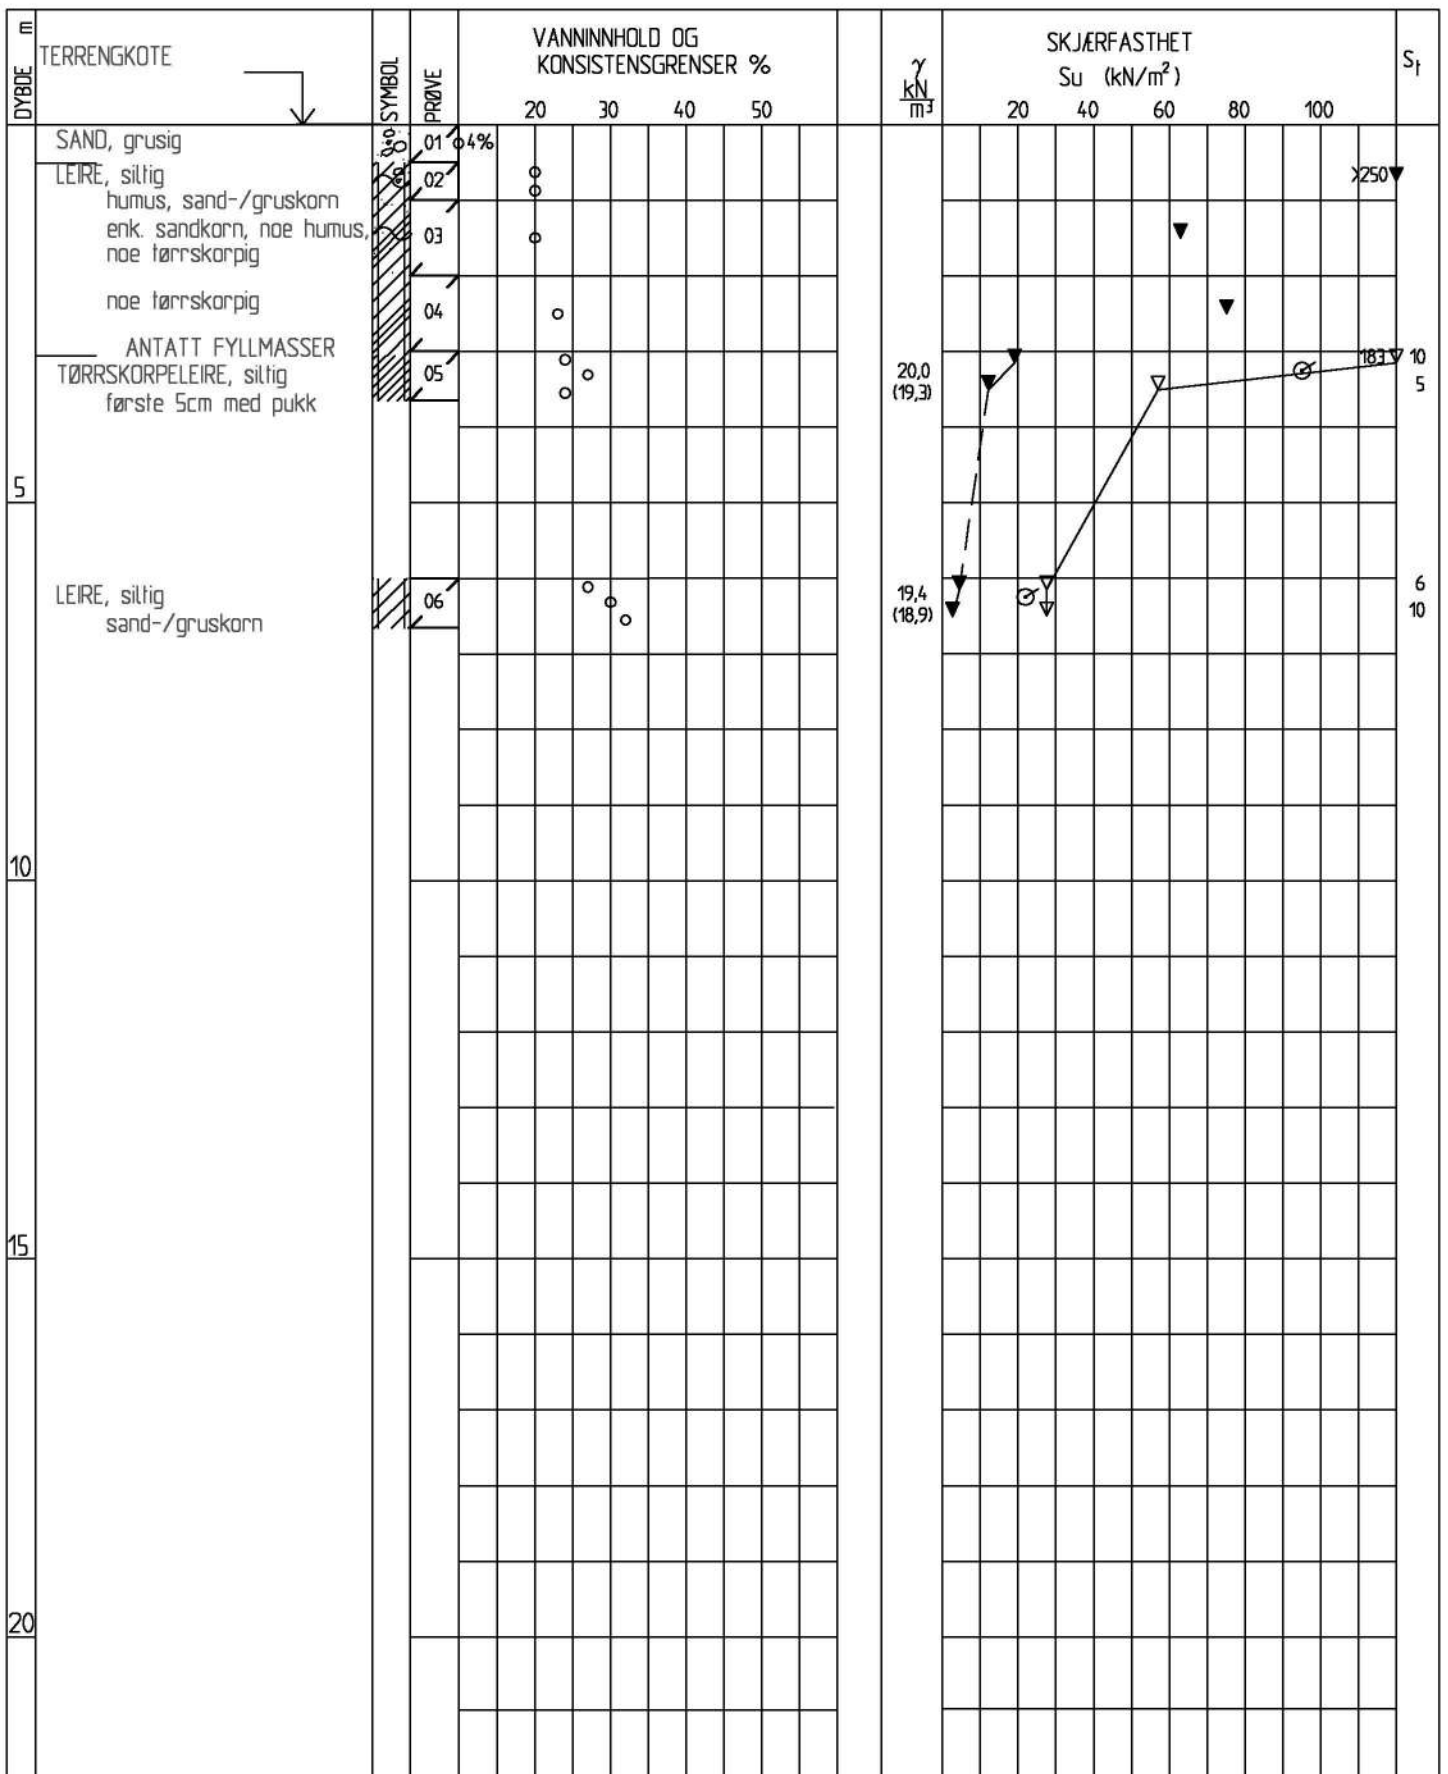 m
DYBDE
TERRENGKOTE
SYMBOL
PRØVE
VANNINNHOLD OG
KONSISTENSGRENSER %
20 30 40 50
γ
kN
m³
SKJÆRFASTHET
Su (kN/m²)
20 40 60 80 100
St
SAND, grusig
01
4%
LEIRE, siltig
02
>250
humus, sand-/gruskorn
enk. sandkorn, noe humus,
03
noe tørrskorpig
noe tørrskorpig
04
ANTATT FYLLMASSER
183 10
TØRRSKORPELEIRE, siltig
05
20,0
5
(19,3)
første 5cm med pukk
5
LEIRE, siltig
06
19,4
6
sand-/gruskorn
(18,9)
10
10
15
20